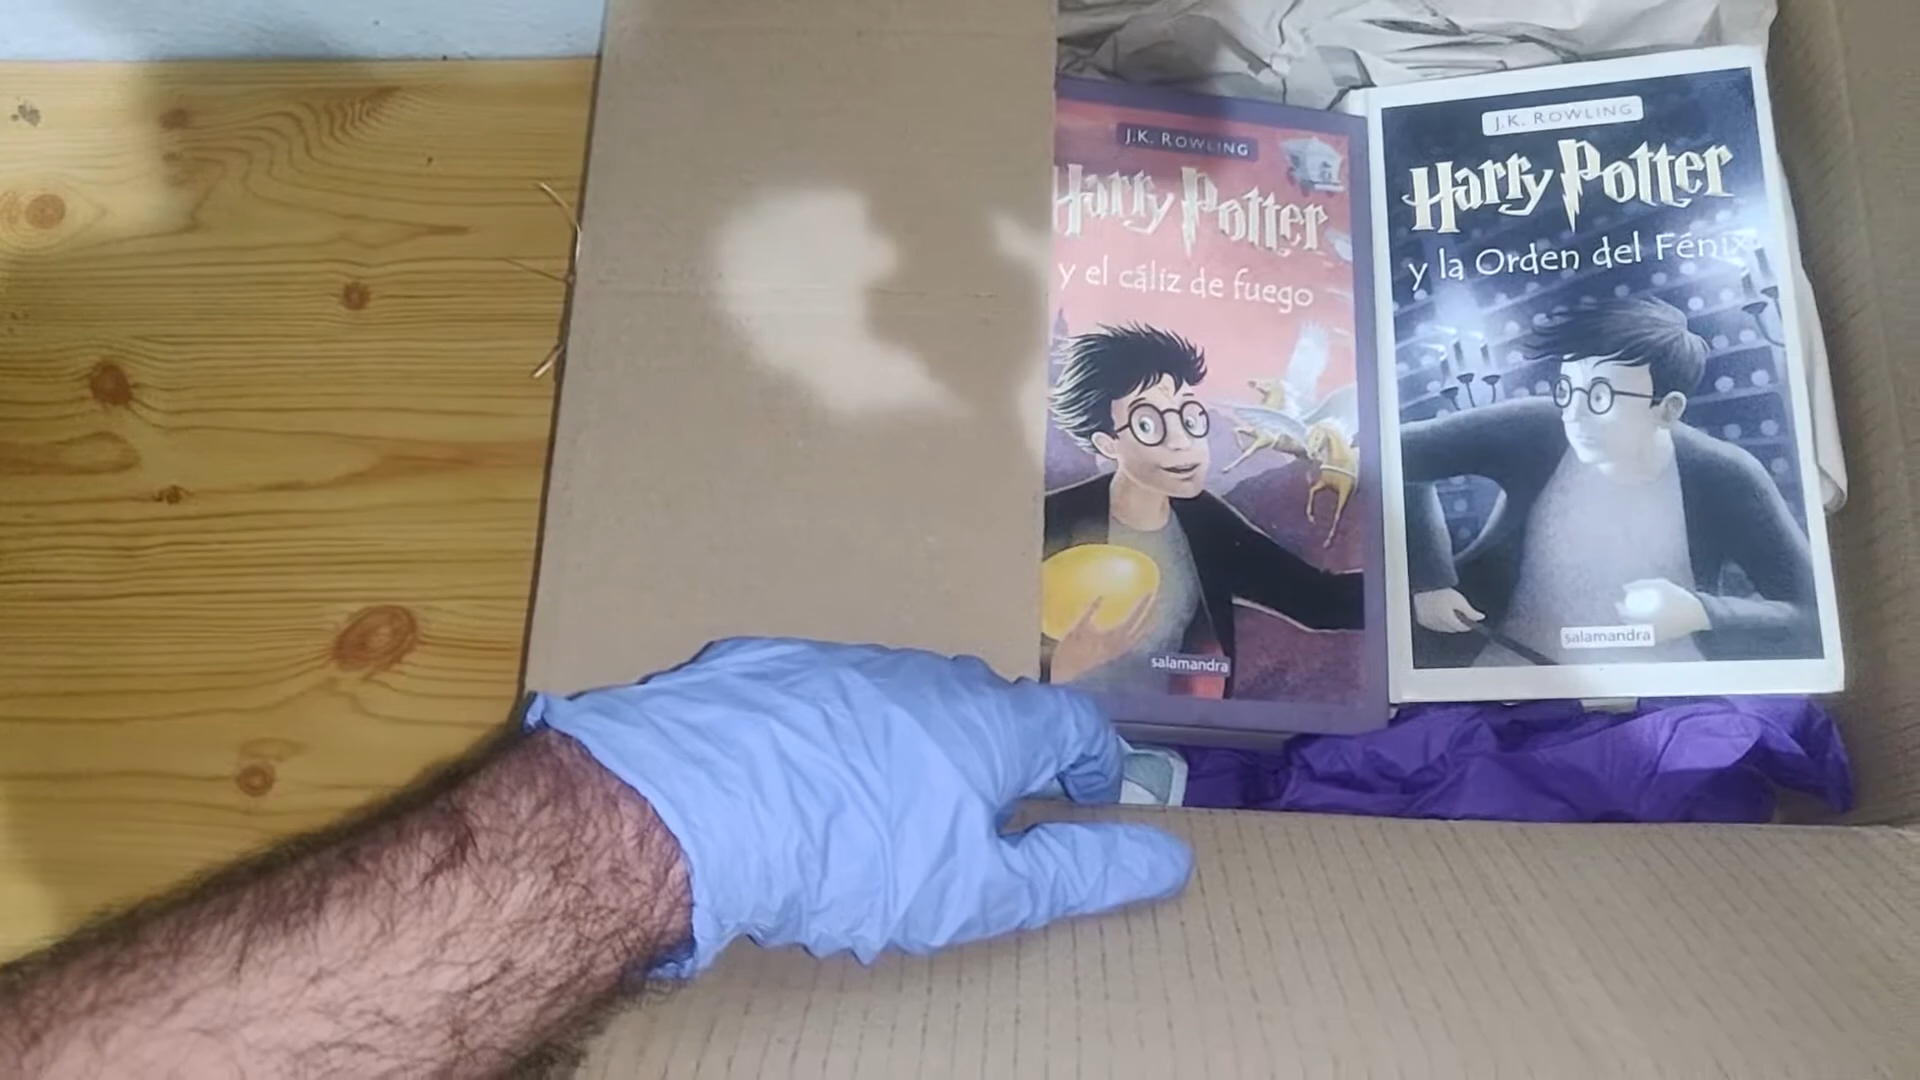 J.K. ROWLING
Harry Potter
y el cáliz de fuego
salamandra
J.K. ROWLING
Harry Potter
y la Orden del Fénix
salamandra